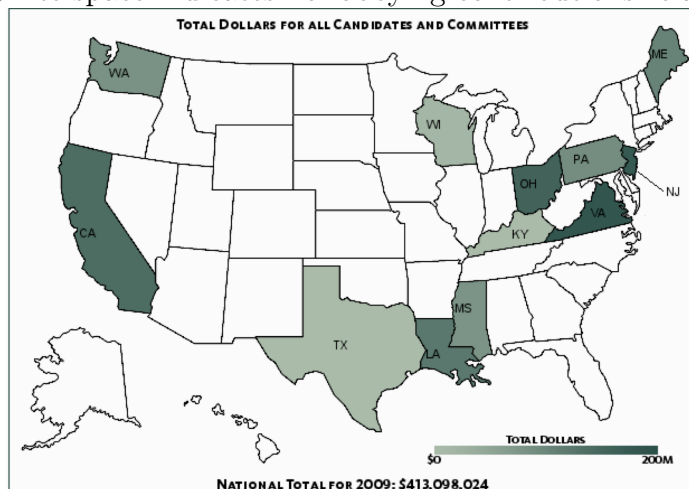 TOTAL DOLLARS FOR ALL CANDIDATES AND COMMITTEES
WA
ME
WI
PA
OH
NJ
VA
CA
KY
MS
TX
LA
TOTAL DOLLARS
$0
200M
NATIONAL TOTAL FOR 2009: $413,098,024